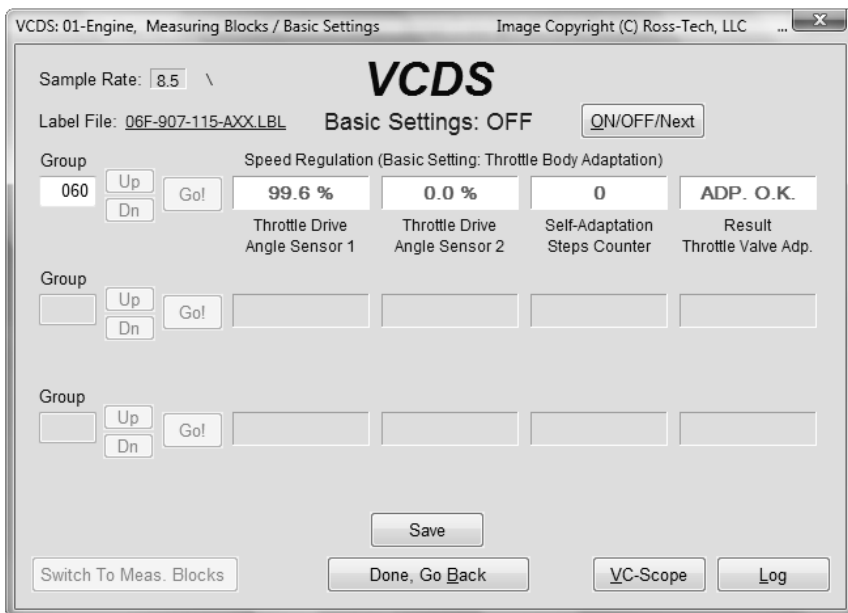 VCDS: 01-Engine, Measuring Blocks / Basic Settings Image Copyright (C) Ross-Tech, LLC ... X
Sample Rate: 8.5 \ VCDS
Label File: 06F-907-115-AXX.LBL Basic Settings: OFF ON/OFF/Next
Group Speed Regulation (Basic Setting: Throttle Body Adaptation)
060 Up Dn Go! 99.6 % 0.0 % 0 ADP. O.K.
Throttle Drive Throttle Drive Self-Adaptation Result
Angle Sensor 1 Angle Sensor 2 Steps Counter Throttle Valve Adp.
Group
Up
Go!
Dn
Group
Up
Go!
Dn
Save
Switch To Meas. Blocks Done, Go Back VC-Scope Log